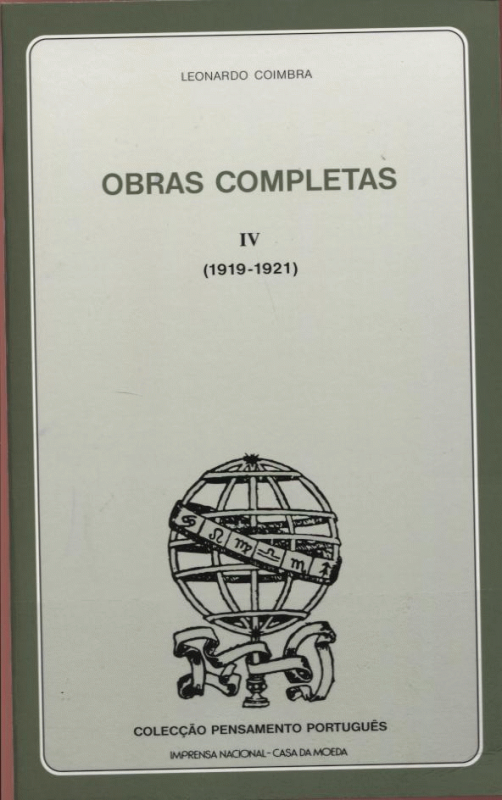 LEONARDO COIMBRA
OBRAS COMPLETAS
IV
(1919-1921)
COLECÇÃO PENSAMENTO PORTUGUÊS
IMPRENSA NACIONAL - CASA DA MOEDA